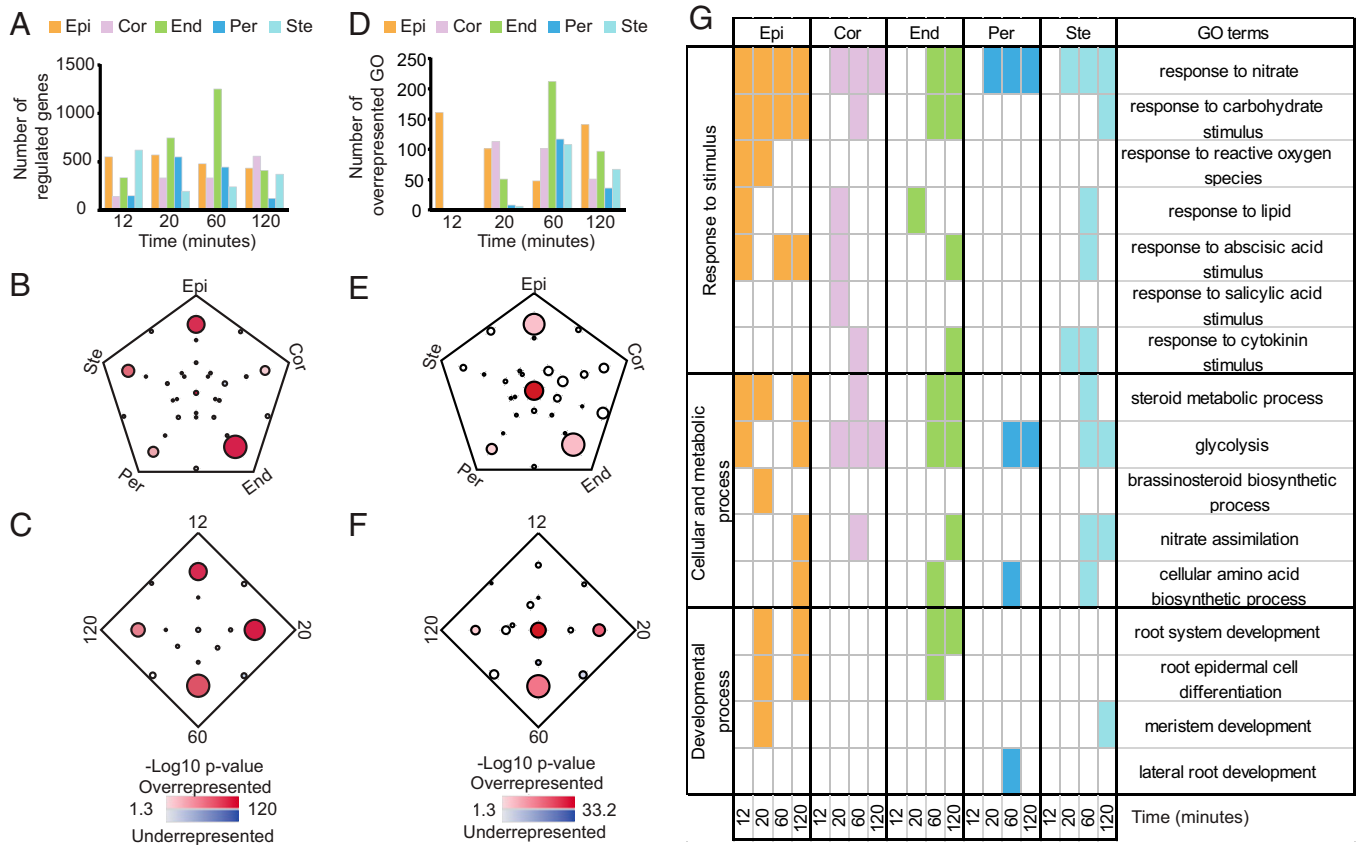 A
Epi Cor End Per Ste
Number of
regulated genes
1500
1000
500
0
12 20 60 120
Time (minutes)
B
Epi
Ste
Cor
Per
End
C
12
120
20
60
-Log10 p-value
Overrepresented
1.3 120
Underrepresented
D
Epi Cor End Per Ste
Number of
overrepresented GO
250
200
150
100
50
0
12 20 60 120
Time (minutes)
E
Epi
Ste
Cor
Per
End
F
12
120
20
60
-Log10 p-value
Overrepresented
1.3 33.2
Underrepresented
G
Epi Cor End Per Ste GO terms
Response to stimulus
response to nitrate
response to carbohydrate
stimulus
response to reactive oxygen
species
response to lipid
response to abscisic acid
stimulus
response to salicylic acid
stimulus
response to cytokinin
stimulus
Cellular and metabolic
process
steroid metabolic process
glycolysis
brassinosteroid biosynthetic
process
nitrate assimilation
cellular amino acid
biosynthetic process
Developmental
process
root system development
root epidermal cell
differentiation
meristem development
lateral root development
12 20 60 120 12 20 60 120 12 20 60 120 12 20 60 120 12 20 60 120 Time (minutes)